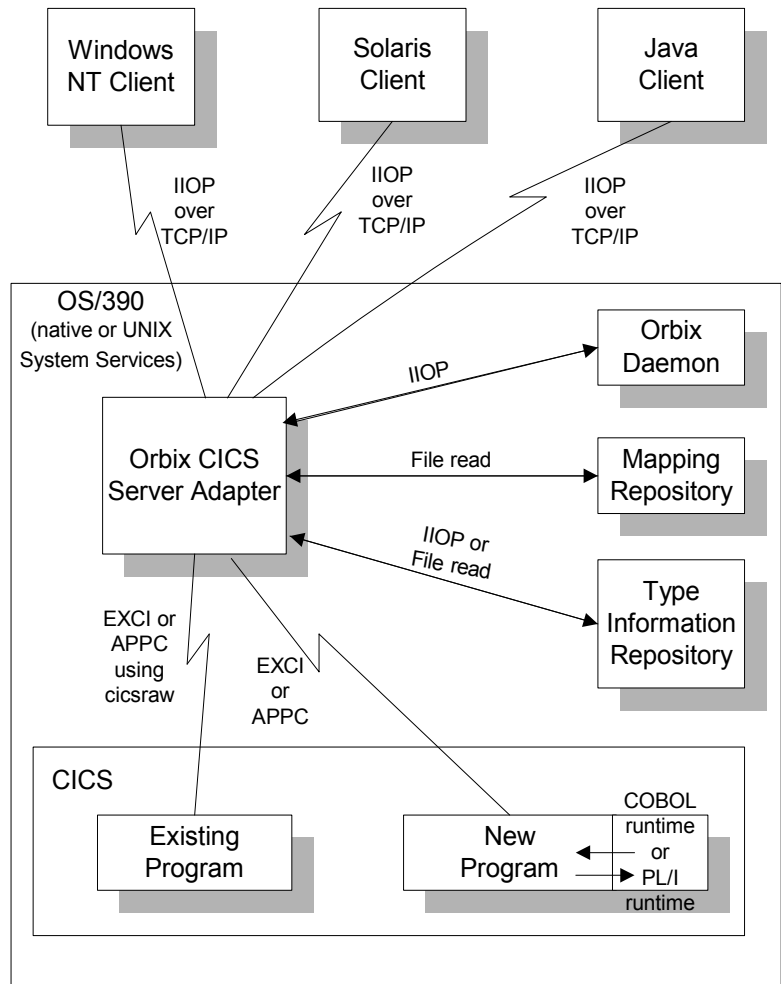 Windows
NT Client
Solaris
Client
Java
Client
IIOP
over
TCP/IP
IIOP
over
TCP/IP
IIOP
over
TCP/IP
OS/390
(native or UNIX
System Services)
Orbix
Daemon
IIOP
Orbix CICS
Server Adapter
File read
Mapping
Repository
IIOP or
File read
Type
Information
Repository
EXCI or
APPC
using
cicsraw
EXCI
or
APPC
CICS
Existing
Program
New
Program
COBOL
runtime
or
PL/I
runtime